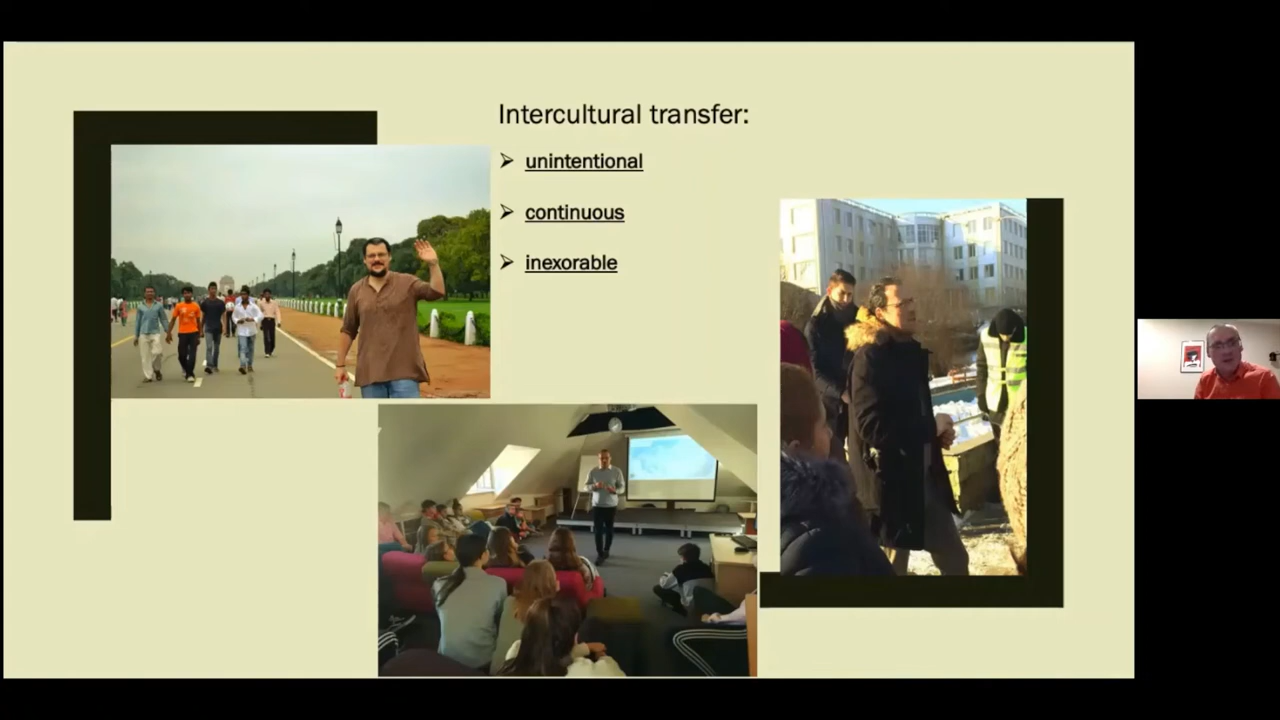 Intercultural transfer:
unintentional
continuous
inexorable